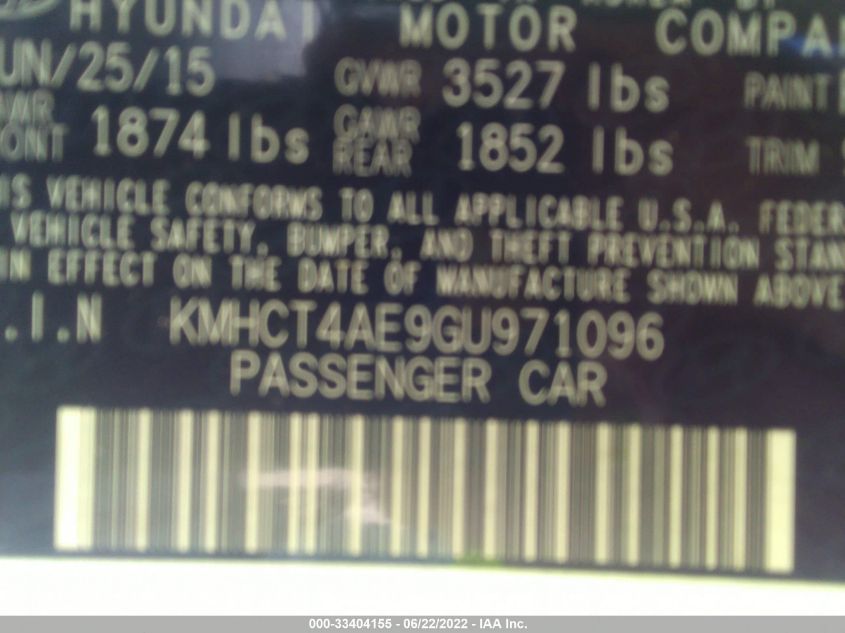 HYUNDAI MOTOR COMPA
UN/25/15 GVWR 3527 lbs PAINT
AWR
ONT 1874 lbs GAWR
REAR 1852 lbs TRIM
IS VEHICLE CONFORMS TO ALL APPLICABLE U.S.A. FEDER
VEHICLE SAFETY, BUMPER, AND THEFT PREVENTION STAN
IN EFFECT ON THE DATE OF MANUFACTURE SHOWN ABOVE
.I.N KMHCT4AE9GU971096
PASSENGER CAR
000-33404155 - 06/22/2022 - IAA Inc.